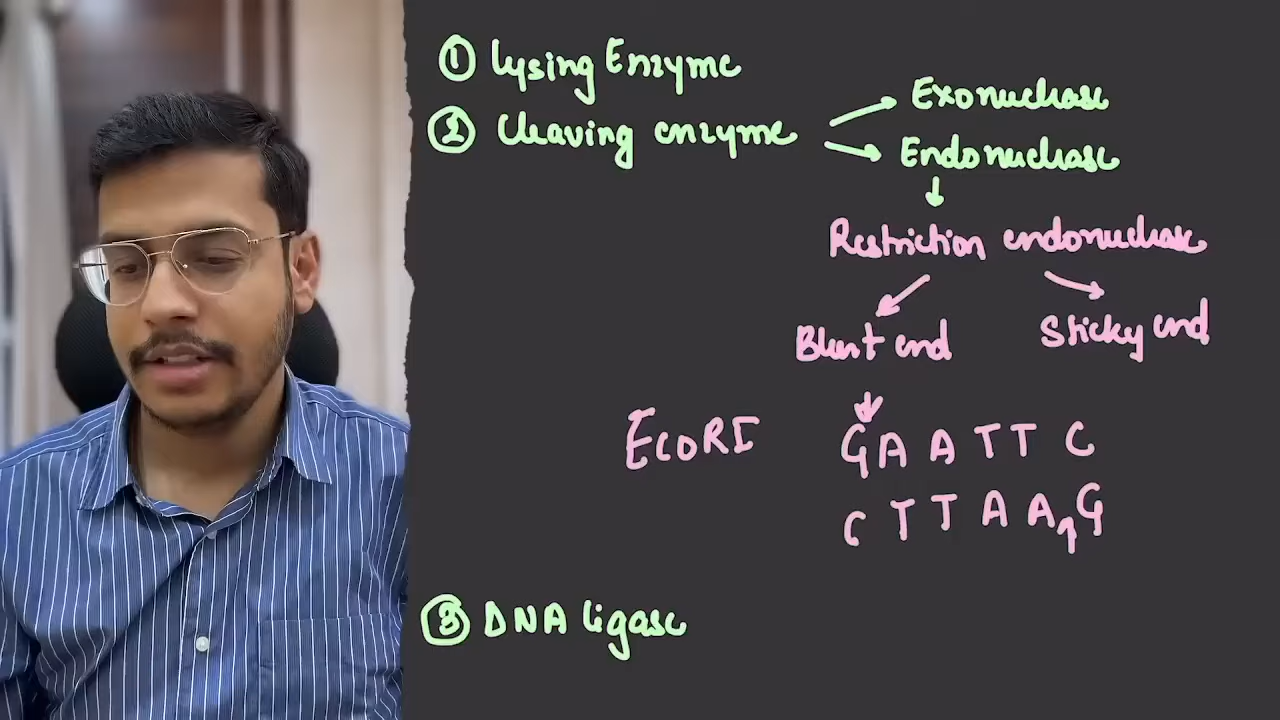 ① Lysing Enzyme
② Cleaving enzyme
Exonuclease
Endonuclease
Restriction endonuclease
Blunt end
Sticky end
EcoRI
G A A T T C
C T T A A G
③ DNA ligase